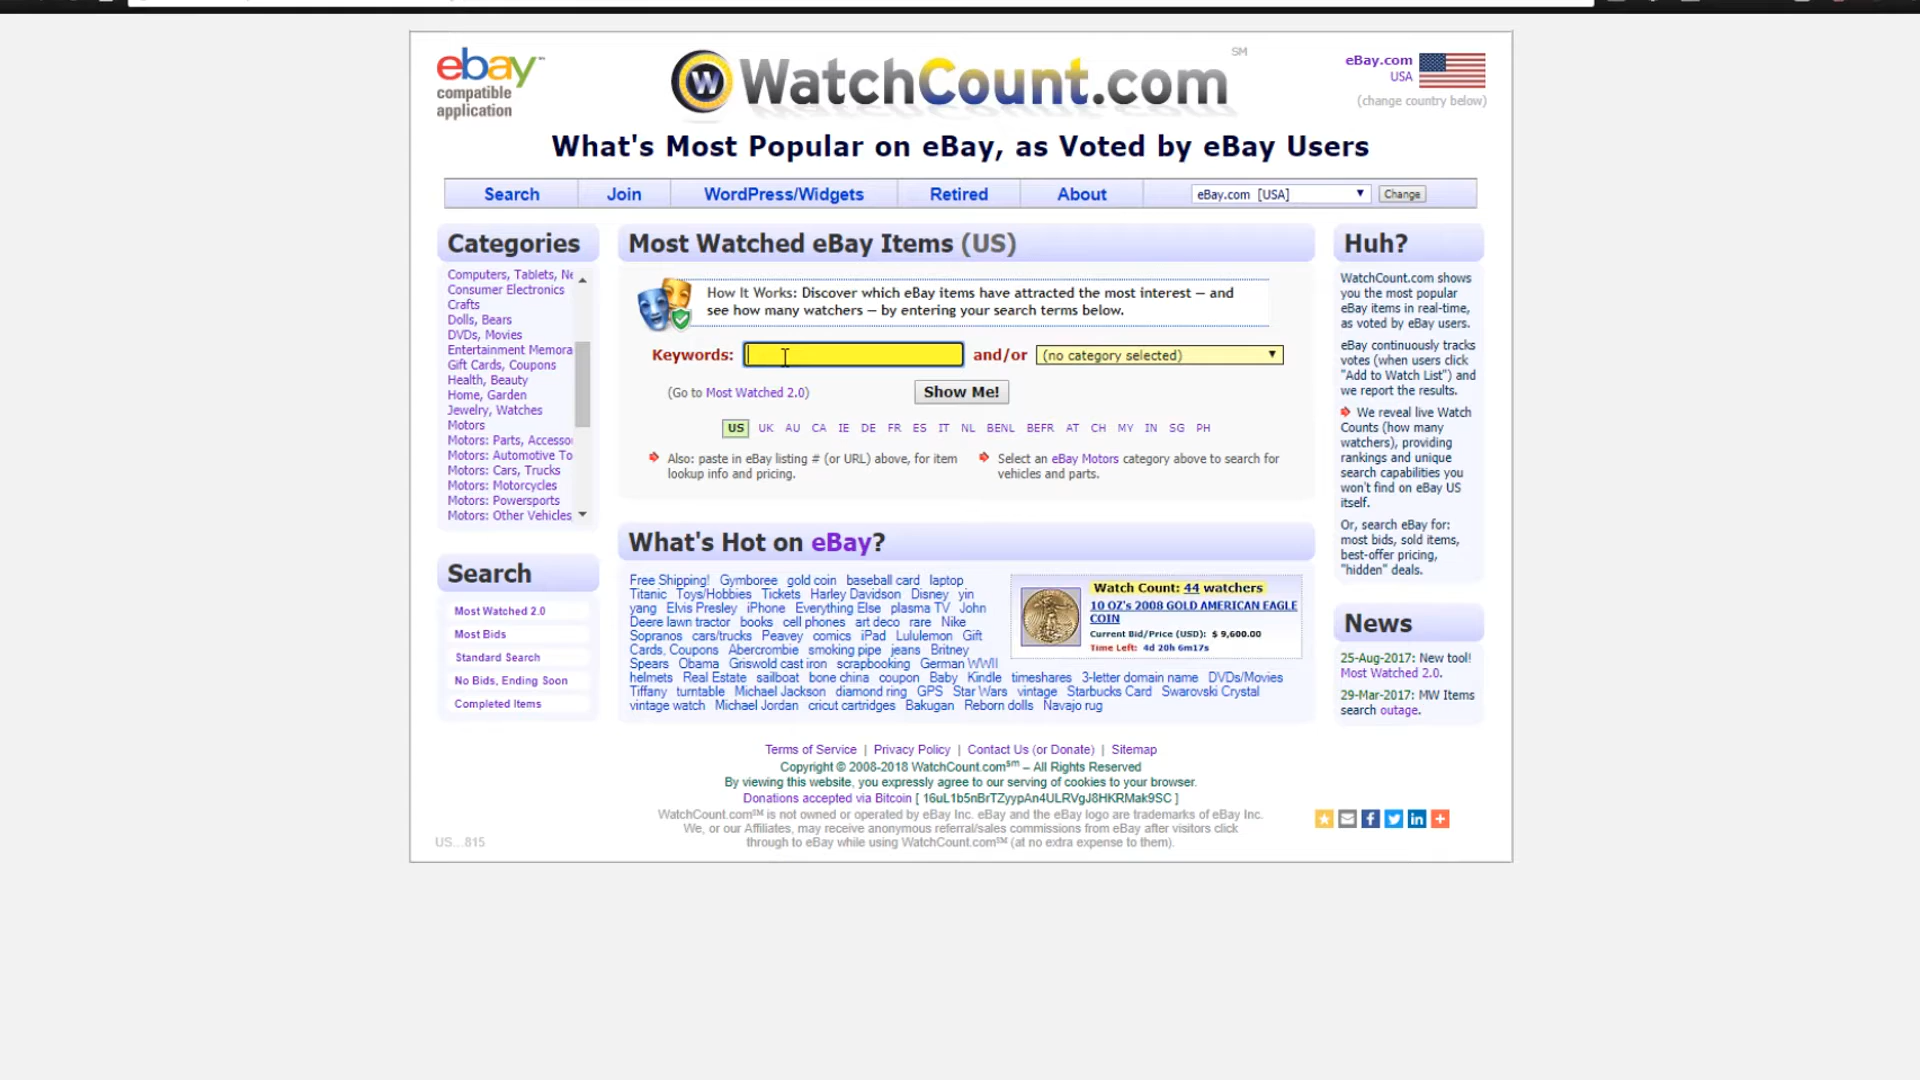 ebay™
compatible
application
W WatchCount.com SM
eBay.com
USA
(change country below)
What's Most Popular on eBay, as Voted by eBay Users
Search Join WordPress/Widgets Retired About eBay.com [USA] Change
Categories
Computers, Tablets, Ne
Consumer Electronics
Crafts
Dolls, Bears
DVDs, Movies
Entertainment Memora
Gift Cards, Coupons
Health, Beauty
Home, Garden
Jewelry, Watches
Motors
Motors: Parts, Accesso
Motors: Automotive To
Motors: Cars, Trucks
Motors: Motorcycles
Motors: Powersports
Motors: Other Vehicles,
Search
Most Watched 2.0
Most Bids
Standard Search
No Bids, Ending Soon
Completed Items
Most Watched eBay Items (US)
How It Works: Discover which eBay items have attracted the most interest — and
see how many watchers — by entering your search terms below.
Keywords: and/or (no category selected)
(Go to Most Watched 2.0) Show Me!
US UK AU CA IE DE FR ES IT NL BENL BEFR AT CH MY IN SG PH
Also: paste in eBay listing # (or URL) above, for item
lookup info and pricing.
Select an eBay Motors category above to search for
vehicles and parts.
What's Hot on eBay?
Free Shipping! Gymboree gold coin baseball card laptop
Titanic Toys/Hobbies Tickets Harley Davidson Disney yin
yang Elvis Presley iPhone Everything Else plasma TV John
Deere lawn tractor books cell phones art deco rare Nike
Sopranos cars/trucks Peavey comics iPad Lululemon Gift
Cards, Coupons Abercrombie smoking pipe jeans Britney
Spears Obama Griswold cast iron scrapbooking German WWII
helmets Real Estate sailboat bone china coupon Baby Kindle timeshares 3-letter domain name DVDs/Movies
Tiffany turntable Michael Jackson diamond ring GPS Star Wars vintage Starbucks Card Swarovski Crystal
vintage watch Michael Jordan cricut cartridges Bakugan Reborn dolls Navajo rug
Watch Count: 44 watchers
10 OZ's 2008 GOLD AMERICAN EAGLE
COIN
Current Bid/Price (USD): $ 9,600.00
Time Left: 4d 20h 6m17s
Huh?
WatchCount.com shows
you the most popular
eBay items in real-time,
as voted by eBay users.
eBay continuously tracks
votes (when users click
"Add to Watch List") and
we report the results.
We reveal live Watch
Counts (how many
watchers), providing
rankings and unique
search capabilities you
won't find on eBay US
itself.
Or, search eBay for:
most bids, sold items,
best-offer pricing,
"hidden" deals.
News
25-Aug-2017: New tool!
Most Watched 2.0.
29-Mar-2017: MW Items
search outage.
Terms of Service | Privacy Policy | Contact Us (or Donate) | Sitemap
Copyright © 2008-2018 WatchCount.com℠ – All Rights Reserved
By viewing this website, you expressly agree to our serving of cookies to your browser.
Donations accepted via Bitcoin [ 16uL1b5nBrTZyypAn4ULRVgJ8HKRMak9SC ]
WatchCount.com℠ is not owned or operated by eBay Inc. eBay and the eBay logo are trademarks of eBay Inc.
We, or our Affiliates, may receive anonymous referral/sales commissions from eBay after visitors click
through to eBay while using WatchCount.com℠ (at no extra expense to them).
US...815